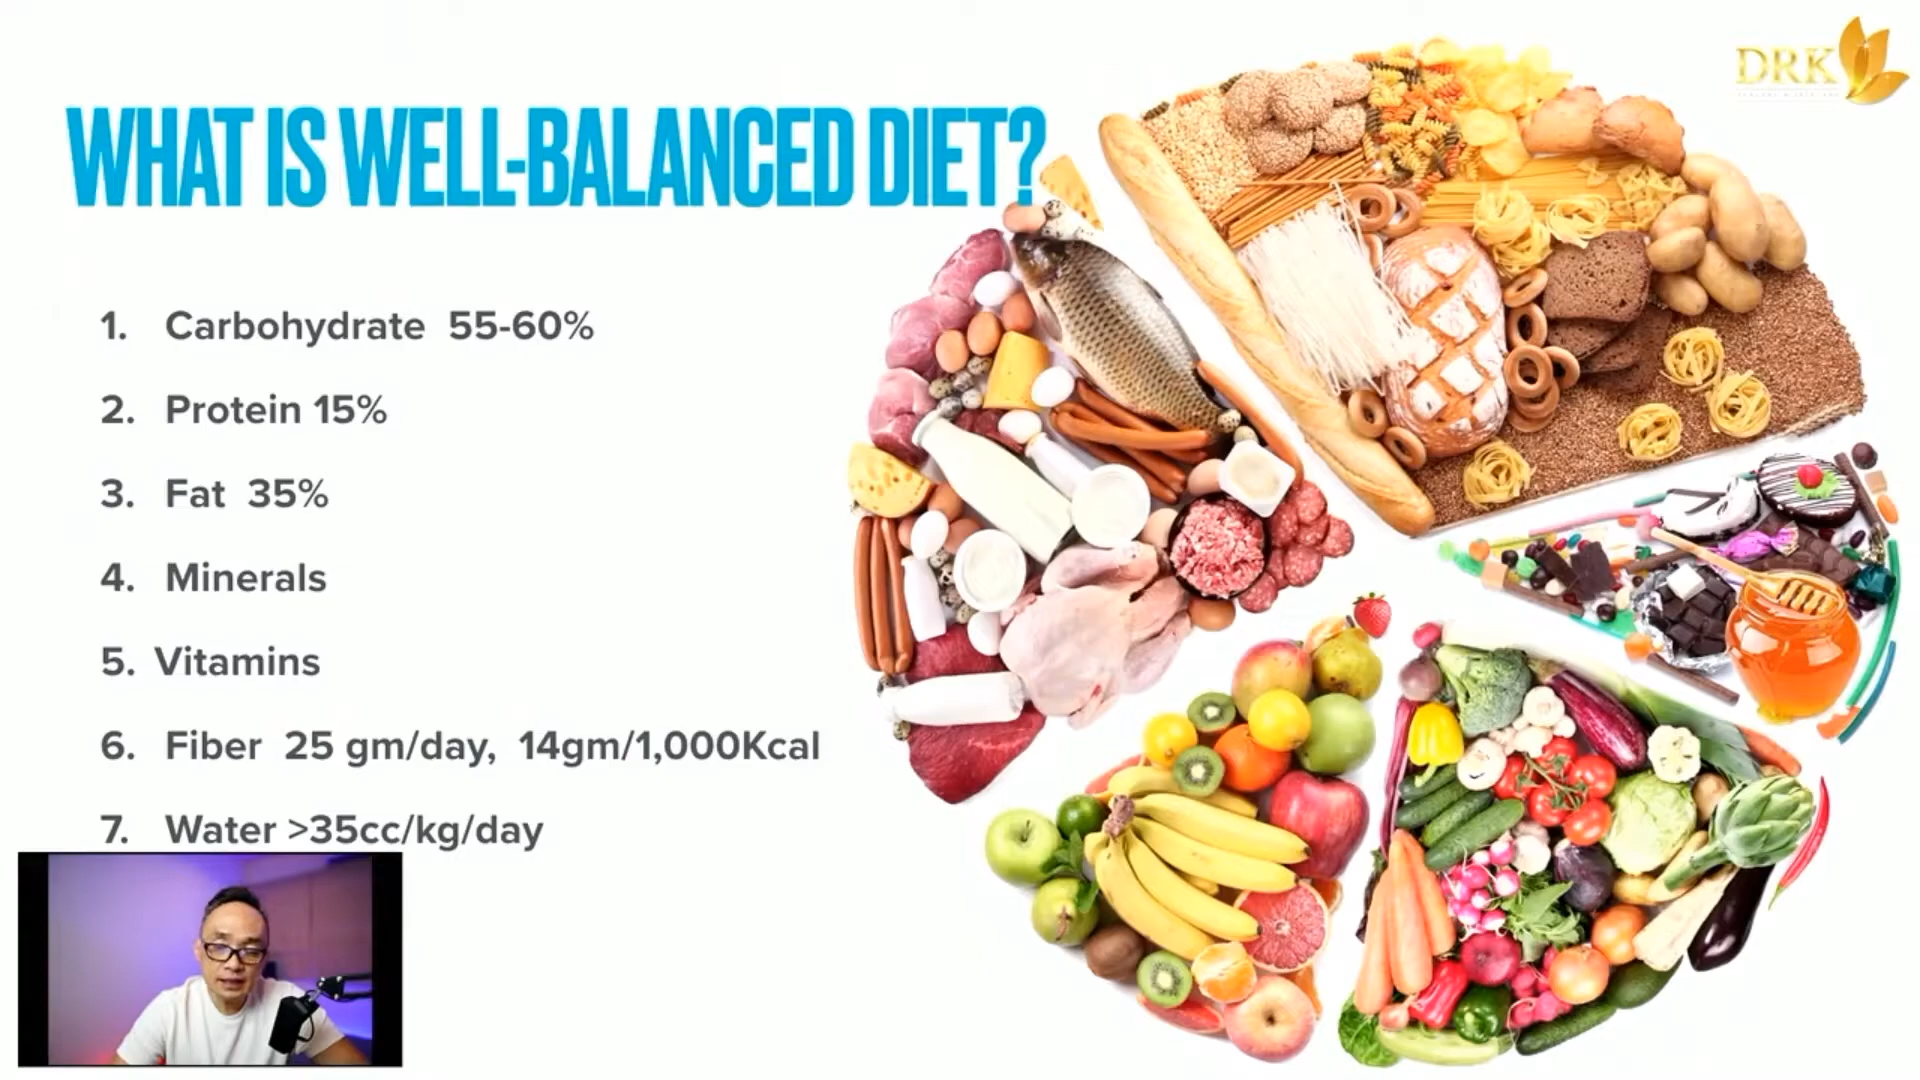 DRK
WHAT IS WELL-BALANCED DIET?
1. Carbohydrate 55-60%
2. Protein 15%
3. Fat 35%
4. Minerals
5. Vitamins
6. Fiber 25 gm/day, 14gm/1,000Kcal
7. Water >35cc/kg/day